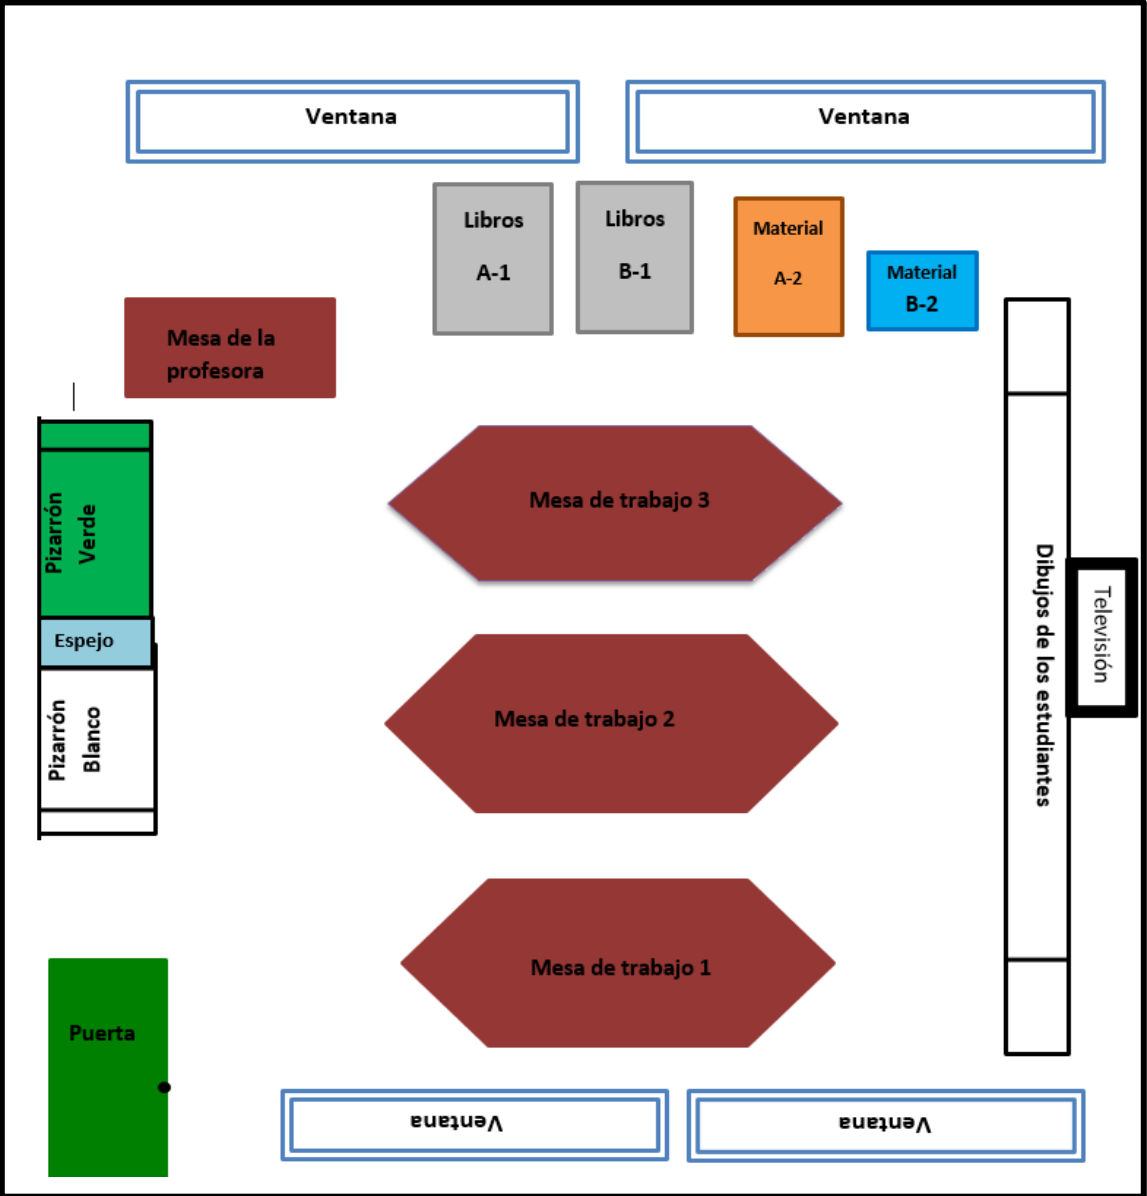 Ventana
Ventana
Libros
A-1
Libros
B-1
Material
A-2
Material
B-2
Mesa de la
profesora
Pizarrón
Verde
Mesa de trabajo 3
Espejo
Dibujos de los estudiantes
Televisión
Pizarrón
Blanco
Mesa de trabajo 2
Mesa de trabajo 1
Puerta
Ventana
Ventana